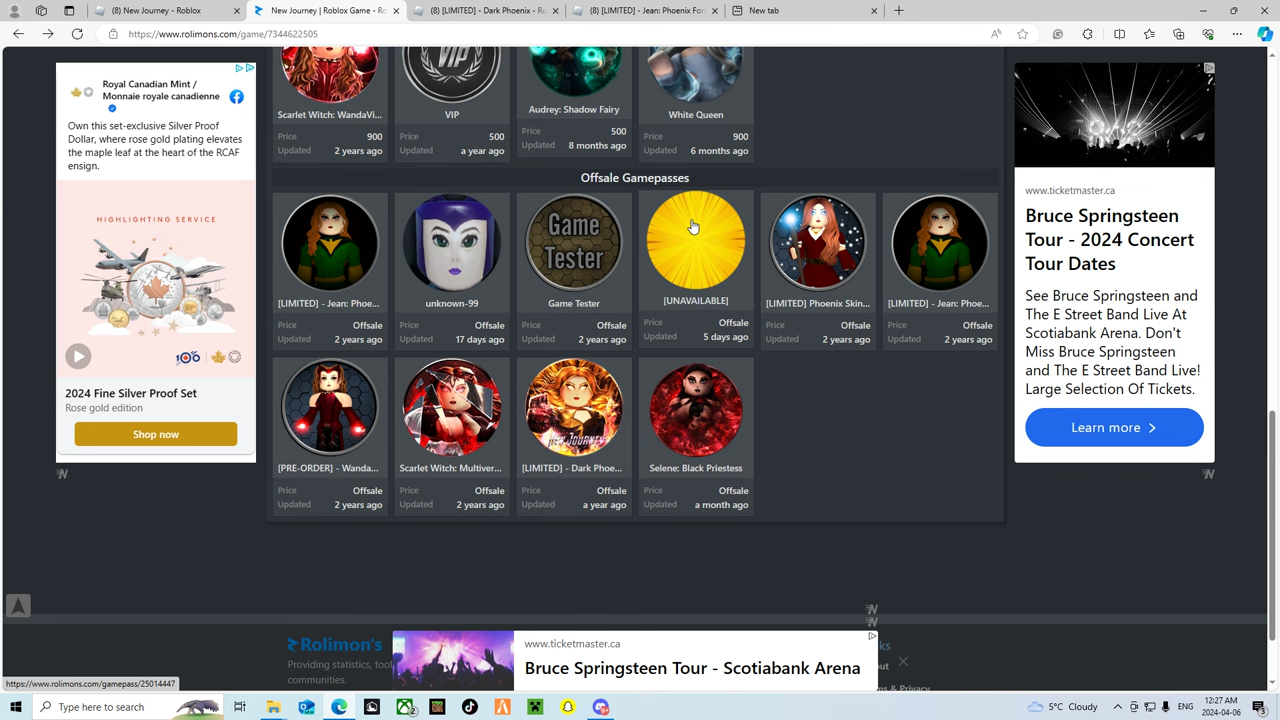 (8) New Journey - Roblox
New Journey | Roblox Game - Ro
(8) [LIMITED] - Dark Phoenix - Ro
(8) [LIMITED] - Jean: Phoenix Fon
New tab
https://www.rolimons.com/game/7344622505
Royal Canadian Mint /
Monnaie royale canadienne
Own this set-exclusive Silver Proof
Dollar, where rose gold plating elevates
the maple leaf at the heart of the RCAF
ensign.
HIGHLIGHTING SERVICE
100
2024 Fine Silver Proof Set
Rose gold edition
Shop now
VIP
Scarlet Witch: WandaVi...
Price 900
Updated 2 years ago
VIP
Price 500
Updated a year ago
Audrey: Shadow Fairy
Price 500
Updated 8 months ago
White Queen
Price 900
Updated 6 months ago
Offsale Gamepasses
[LIMITED] - Jean: Phoe...
Price Offsale
Updated 2 years ago
unknown-99
Price Offsale
Updated 17 days ago
Game
Tester
Game Tester
Price Offsale
Updated 2 years ago
[UNAVAILABLE]
Price Offsale
Updated 5 days ago
[LIMITED] Phoenix Skin...
Price Offsale
Updated 2 years ago
[LIMITED] - Jean: Phoe...
Price Offsale
Updated 2 years ago
[PRE-ORDER] - Wanda...
Price Offsale
Updated 2 years ago
Scarlet Witch: Multiver...
Price Offsale
Updated 2 years ago
NEW JOURNEY
[LIMITED] - Dark Phoe...
Price Offsale
Updated a year ago
Selene: Black Priestess
Price Offsale
Updated a month ago
www.ticketmaster.ca
Bruce Springsteen
Tour - 2024 Concert
Tour Dates
See Bruce Springsteen and
The E Street Band Live At
Scotiabank Arena. Don't
Miss Bruce Springsteen
and The E Street Band Live!
Large Selection Of Tickets.
Learn more
Rolimon's
Providing statistics, tool
communities.
www.ticketmaster.ca
Bruce Springsteen Tour - Scotiabank Arena
ks
out
ms & Privacy
https://www.rolimons.com/gamepass/25014447
Type here to search
5°C Cloudy
ENG
12:27 AM
2024-04-06